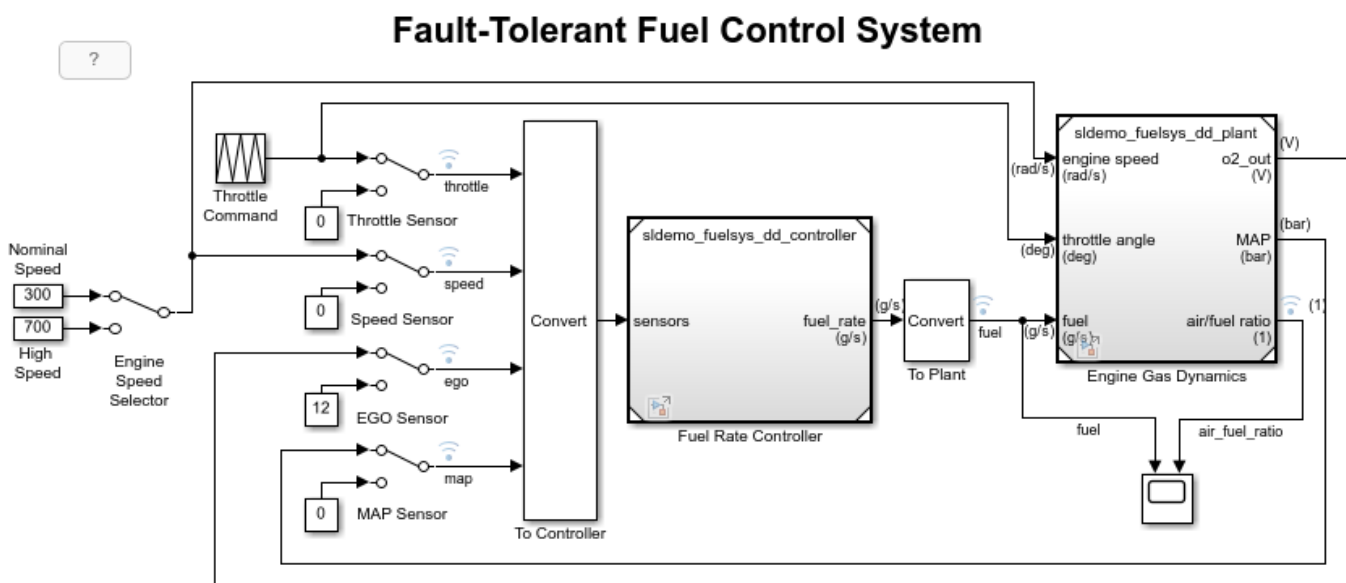 Fault-Tolerant Fuel Control System
?
sldemo_fuelsys_dd_plant
(V)
engine speed
(rad/s)
(rad/s)
o2_out
(V)
throttle
Throttle
Command
0
Throttle Sensor
sldemo_fuelsys_dd_controller
(bar)
throttle angle
(deg)
(deg)
MAP
(bar)
Nominal
Speed
300
700
High
Speed
Engine
Speed
Selector
speed
0
Speed Sensor
Convert
sensors
fuel_rate
(g/s)
(g/s)
Convert
To Plant
fuel
(g/s)
fuel
(g/s)
air/fuel ratio
(1)
(1)
Engine Gas Dynamics
ego
12
EGO Sensor
Fuel Rate Controller
fuel
air_fuel_ratio
map
0
MAP Sensor
To Controller